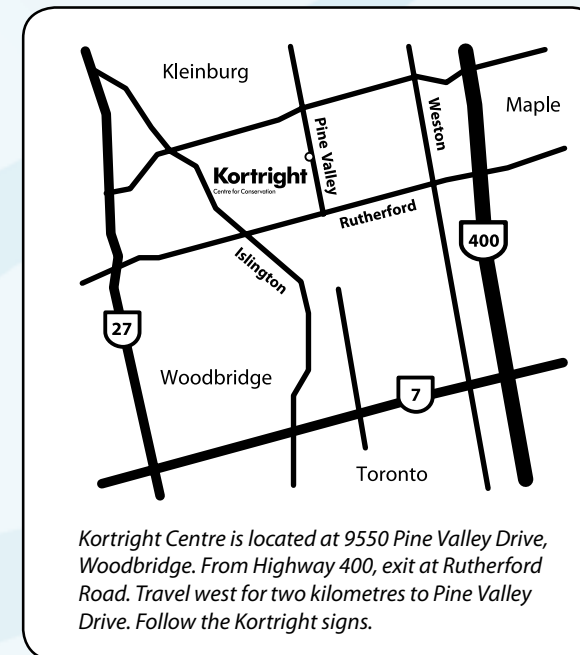 Kleinburg
Pine Valley
Weston
Maple
Kortright
Centre for Conservation
Rutherford
Islington
400
27
Woodbridge
7
Toronto
Kortright Centre is located at 9550 Pine Valley Drive,
Woodbridge. From Highway 400, exit at Rutherford
Road. Travel west for two kilometres to Pine Valley
Drive. Follow the Kortright signs.